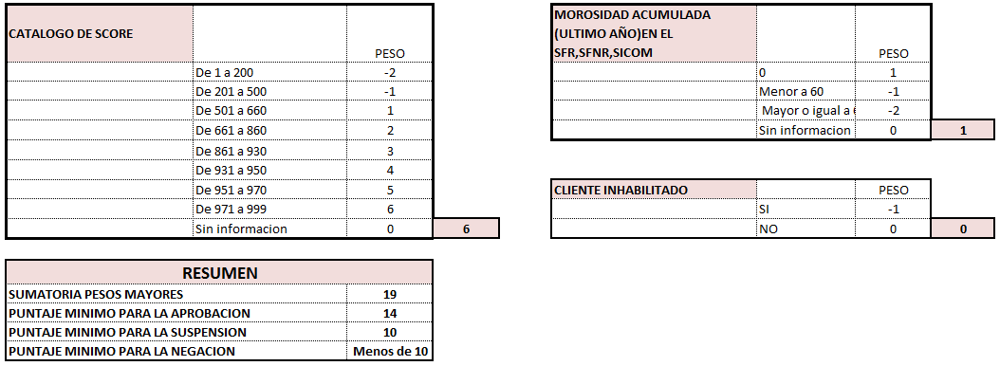 CATALOGO DE SCORE
PESO
De 1 a 200 -2
De 201 a 500 -1
De 501 a 660 1
De 661 a 860 2
De 861 a 930 3
De 931 a 950 4
De 951 a 970 5
De 971 a 999 6
Sin informacion 0 6
MOROSIDAD ACUMULADA
(ULTIMO AÑO)EN EL
SFR,SFNR,SICOM PESO
0 1
Menor a 60 -1
Mayor o igual a -2
Sin informacion 0 1
CLIENTE INHABILITADO PESO
SI -1
NO 0 0
RESUMEN
SUMATORIA PESOS MAYORES 19
PUNTAJE MINIMO PARA LA APROBACION 14
PUNTAJE MINIMO PARA LA SUSPENSION 10
PUNTAJE MINIMO PARA LA NEGACION Menos de 10